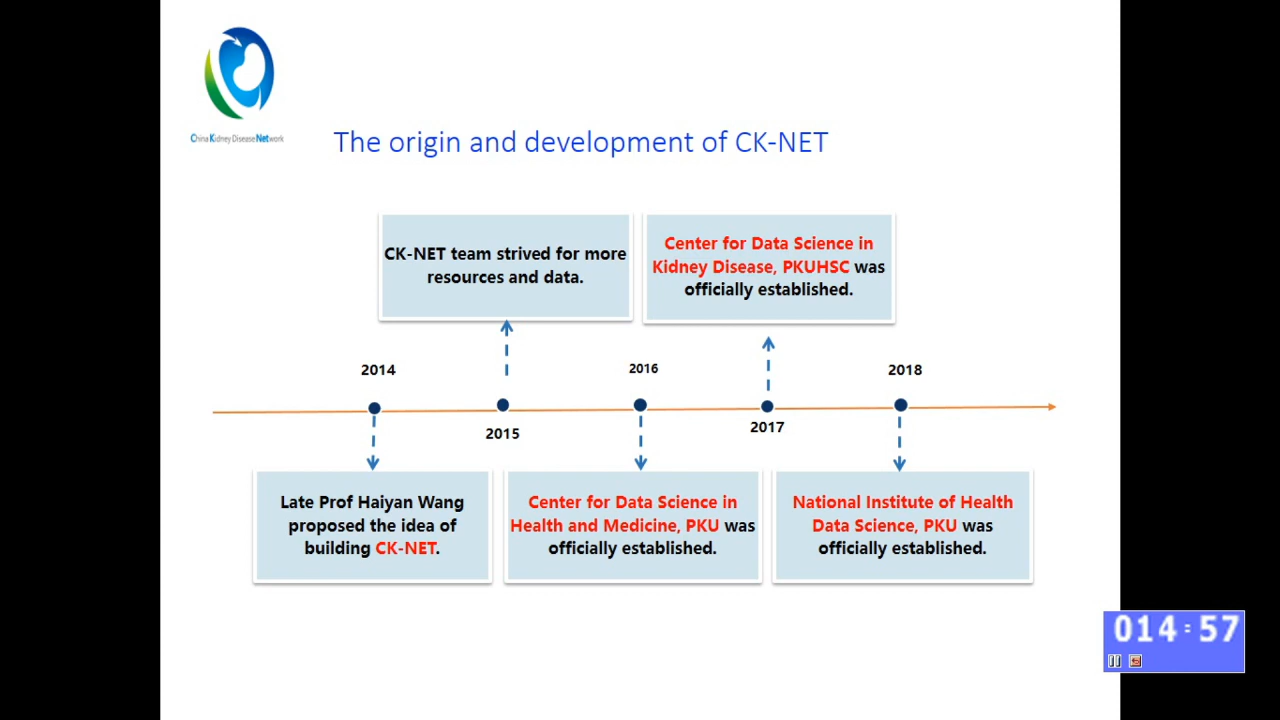 China Kidney Disease Network
The origin and development of CK-NET
CK-NET team strived for more
resources and data.
Center for Data Science in
Kidney Disease, PKUHSC was
officially established.
2014
2016
2018
2015
2017
Late Prof Haiyan Wang
proposed the idea of
building CK-NET.
Center for Data Science in
Health and Medicine, PKU was
officially established.
National Institute of Health
Data Science, PKU was
officially established.
014:57